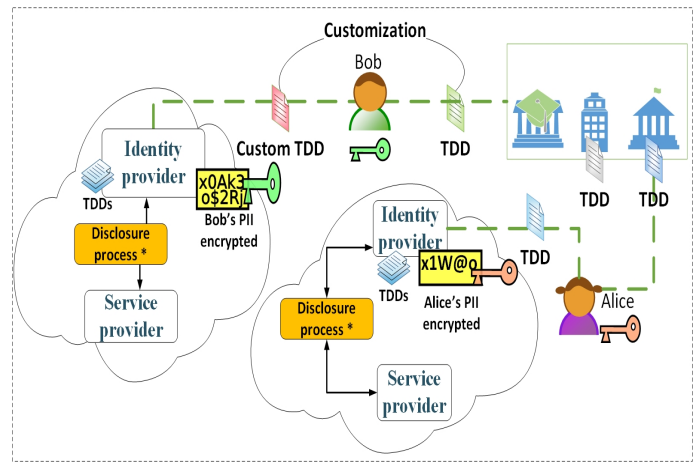 Customization
Bob
Custom TDD
TDD
Identity
provider
TDDs
x0Ak3
o$2Rj
Bob's PII
encrypted
Disclosure
process *
Service
provider
TDD
TDD
Identity
provider
TDDs
x1W@o
Alice's PII
encrypted
TDD
Alice
Disclosure
process *
Service
provider